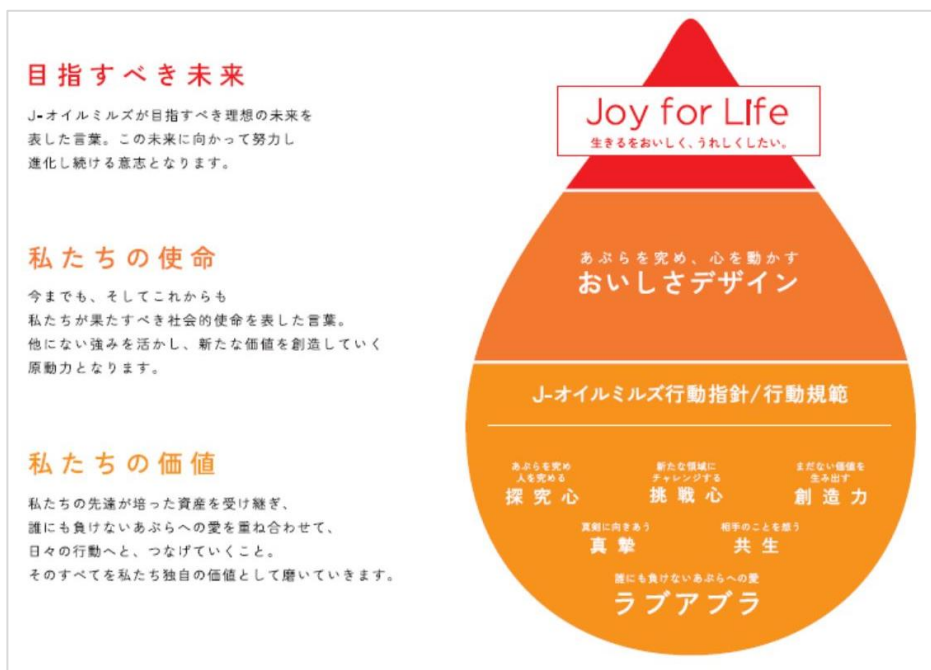 目指すべき未来
J-オイルミルズが目指すべき理想の未来を
表した言葉。この未来に向かって努力し
進化し続ける意志となります。
Joy for Life
生きるをおいしく、うれしくしたい。
私たちの使命
今までも、そしてこれからも
私たちが果たすべき社会的使命を表した言葉。
他にない強みを活かし、新たな価値を創造していく
原動力となります。
あぶらを究め、心を動かす
おいしさデザイン
私たちの価値
私たちの先達が培った資産を受け継ぎ、
誰にも負けないあぶらへの愛を重ね合わせて、
日々の行動へと、つなげていくこと。
そのすべてを私たち独自の価値として磨いていきます。
J-オイルミルズ行動指針/行動規範
あぶらを究め
人を究める
探究心
新たな領域に
チャレンジする
挑戦心
まだない価値を
生み出す
創造力
真剣に向きあう
真摯
相手のことを想う
共生
誰にも負けないあぶらへの愛
ラブアブラ